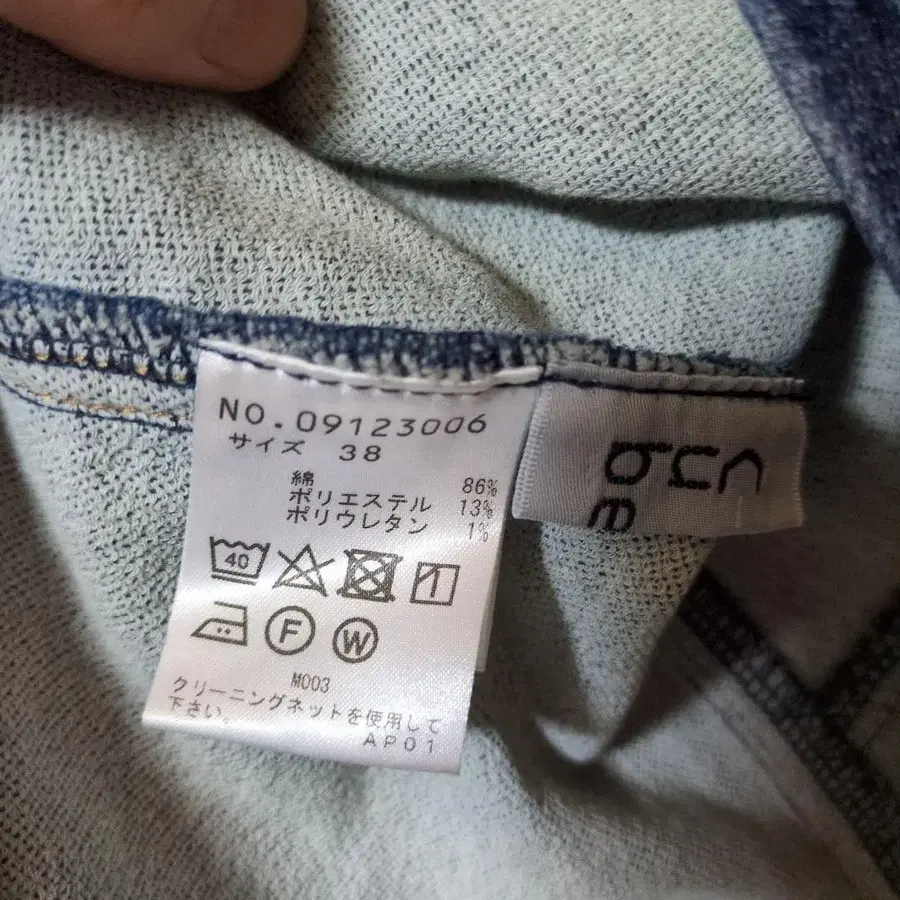 NO.09123006
サイズ 38
綿 86%
ポリエステル 13%
ポリウレタン 1%
40
F
W
M003
クリーニングネットを使用して
下さい。
AP01